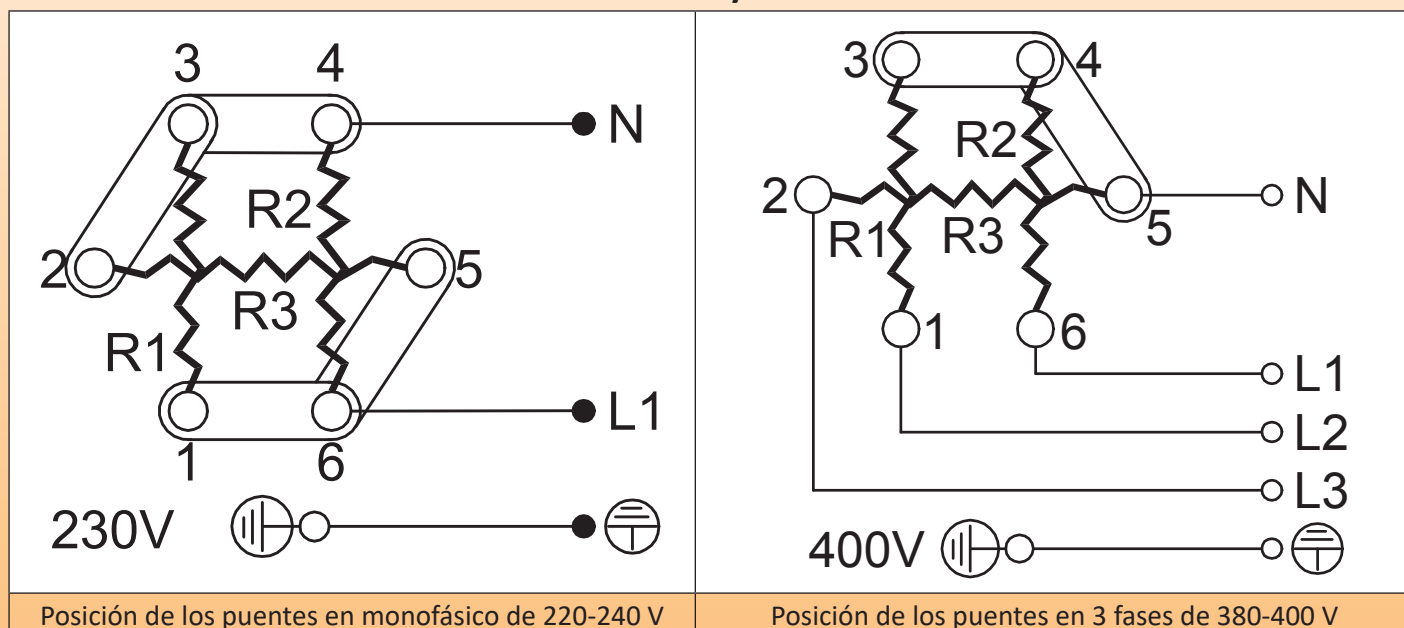 3 4
N
R2
2 5
R3
R1
L1
1 6
230V
Posición de los puentes en monofásico de 220-240 V
3 4
R2
2 N
R1 R3 5
1 6
L1
L2
L3
400V
Posición de los puentes en 3 fases de 380-400 V